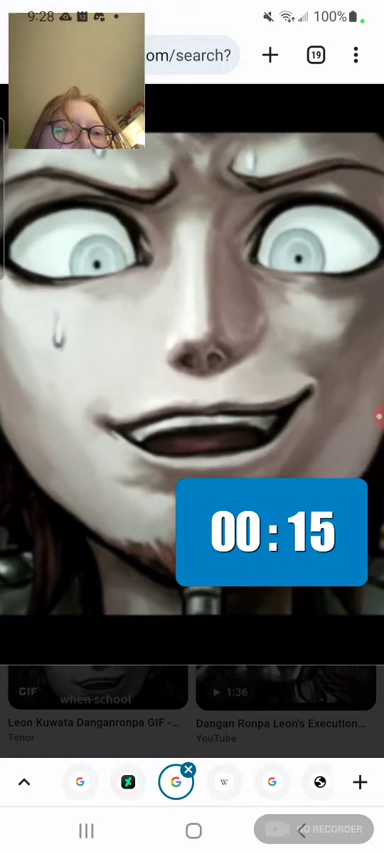 9:28
100%
om/search?
19
00:15
GIF
when school
1:36
Leon Kuwata Danganronpa GIF -...
Dangan Ronpa Leon's Execution...
Tenor
YouTube
W
GO RECORDER